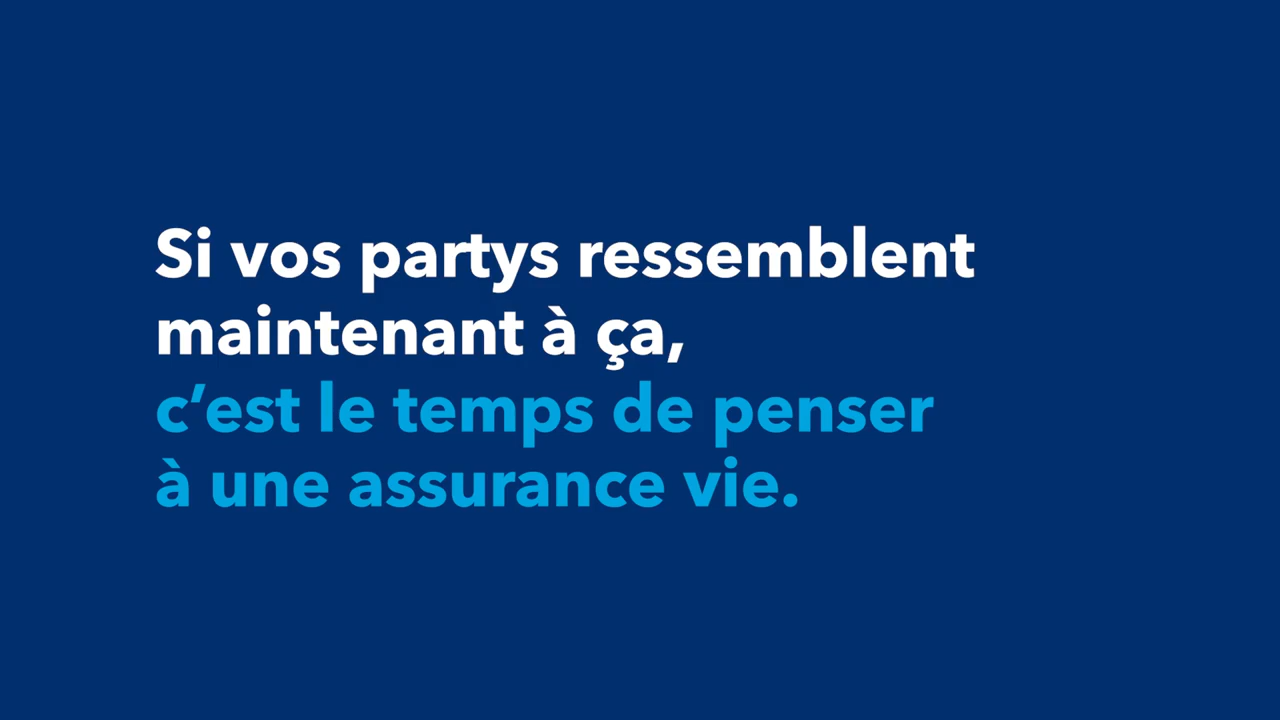 Si vos partys ressemblent
maintenant à ça,
c’est le temps de penser
à une assurance vie.